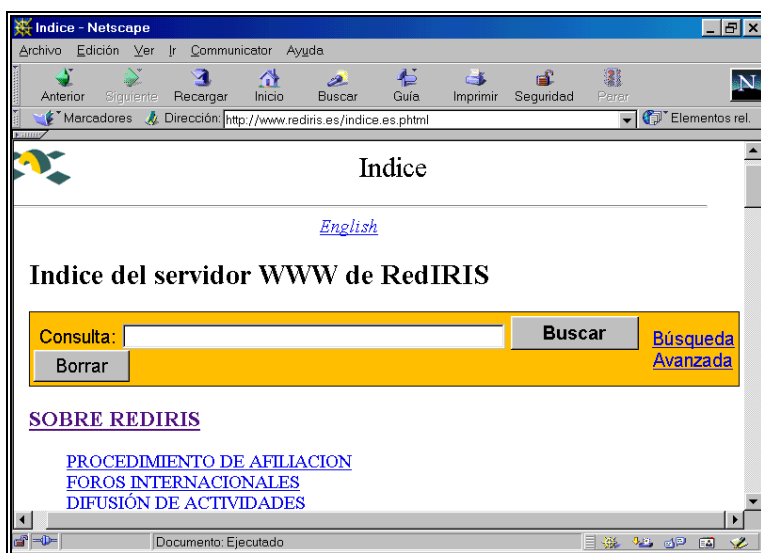 Indice - Netscape
Archivo Edición Ver Ir Communicator Ayuda
Anterior Siguiente Recargar Inicio Buscar Guía Imprimir Seguridad Parar
N
Marcadores Dirección: http://www.rediris.es/indice.es.phtml Elementos rel.
Indice
English
Indice del servidor WWW de RedIRIS
Consulta: Buscar Búsqueda Avanzada
Borrar
SOBRE REDIRIS
PROCEDIMIENTO DE AFILIACION
FOROS INTERNACIONALES
DIFUSIÓN DE ACTIVIDADES
Documento: Ejecutado